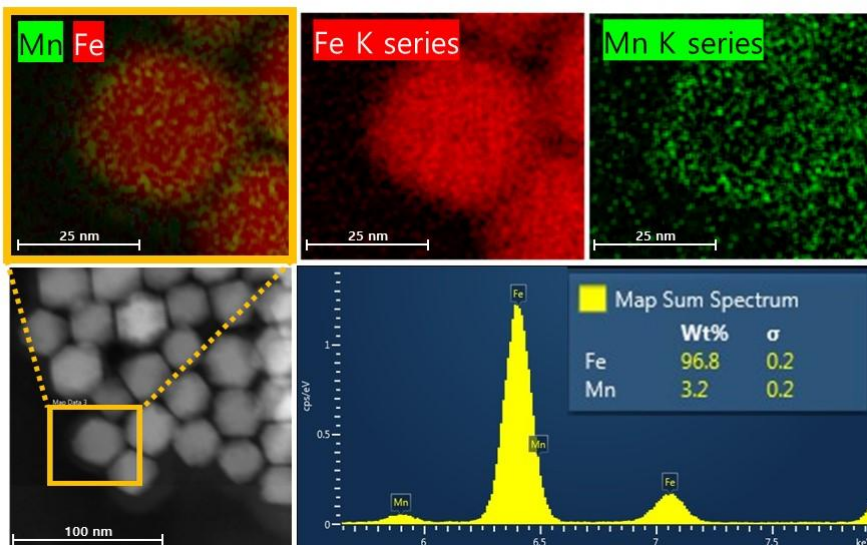 Mn Fe
25 nm
Fe K series
25 nm
Mn K series
25 nm
Map Data 3
100 nm
Map Sum Spectrum
Wt% σ
Fe 96.8 0.2
Mn 3.2 0.2
cps/eV
1
0.5
0
Fe
Mn
Mn
Fe
6
6.5
7
7.5